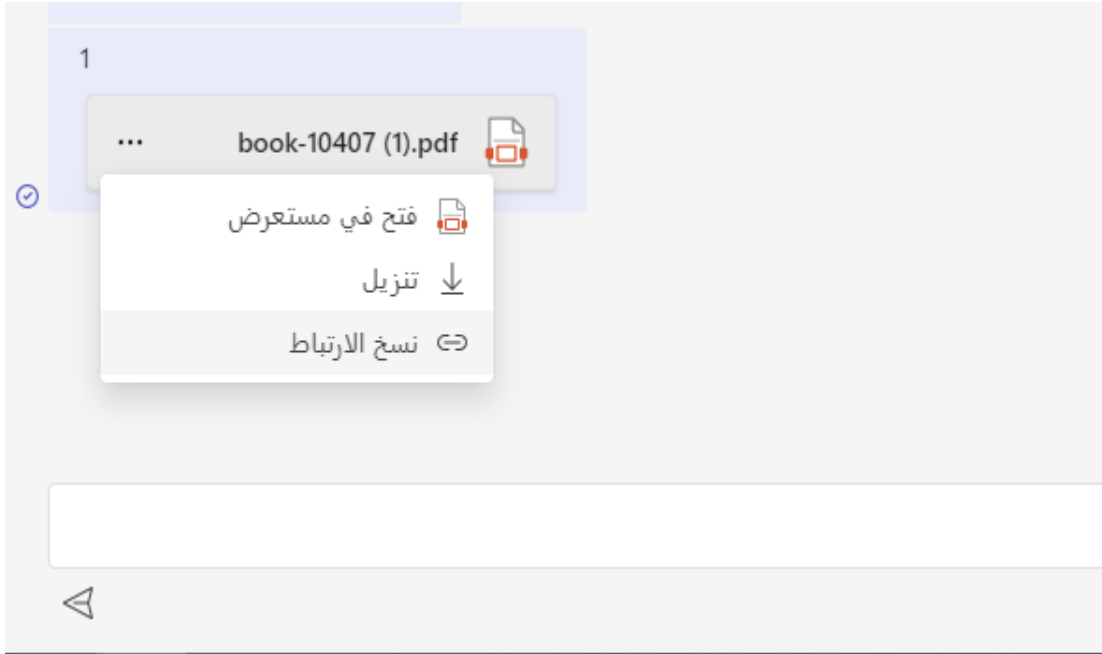 1
book-10407 (1).pdf
فتح في مستعرض
تنزيل
نسخ الارتباط